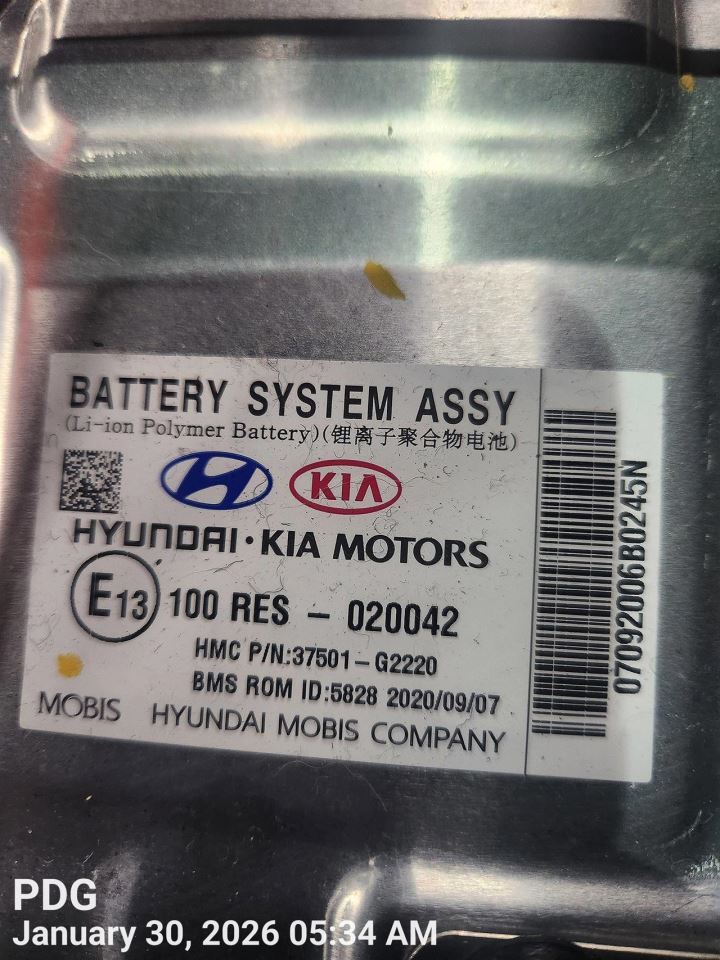 BATTERY SYSTEM ASSY
(Li-ion Polymer Battery)(锂离子聚合物电池)
KIA
HYUNDAI·KIA MOTORS
E13 100 RES - 020042
HMC P/N:37501-G2220
BMS ROM ID:5828 2020/09/07
MOBIS HYUNDAI MOBIS COMPANY
07092006B0245N
PDG
January 30, 2026 05:34 AM